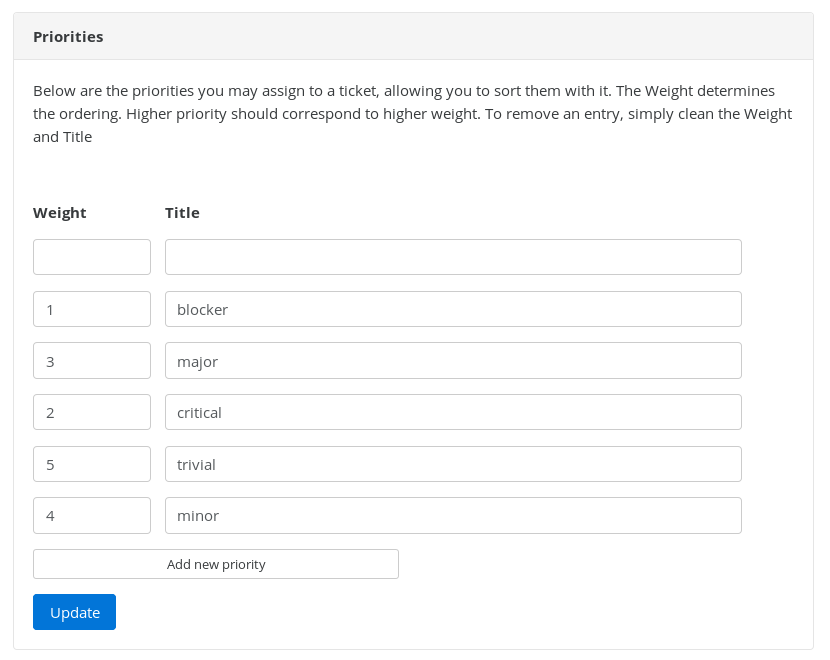 Priorities
Below are the priorities you may assign to a ticket, allowing you to sort them with it. The Weight determines
the ordering. Higher priority should correspond to higher weight. To remove an entry, simply clean the Weight
and Title
Weight Title
1 blocker
3 major
2 critical
5 trivial
4 minor
Add new priority
Update